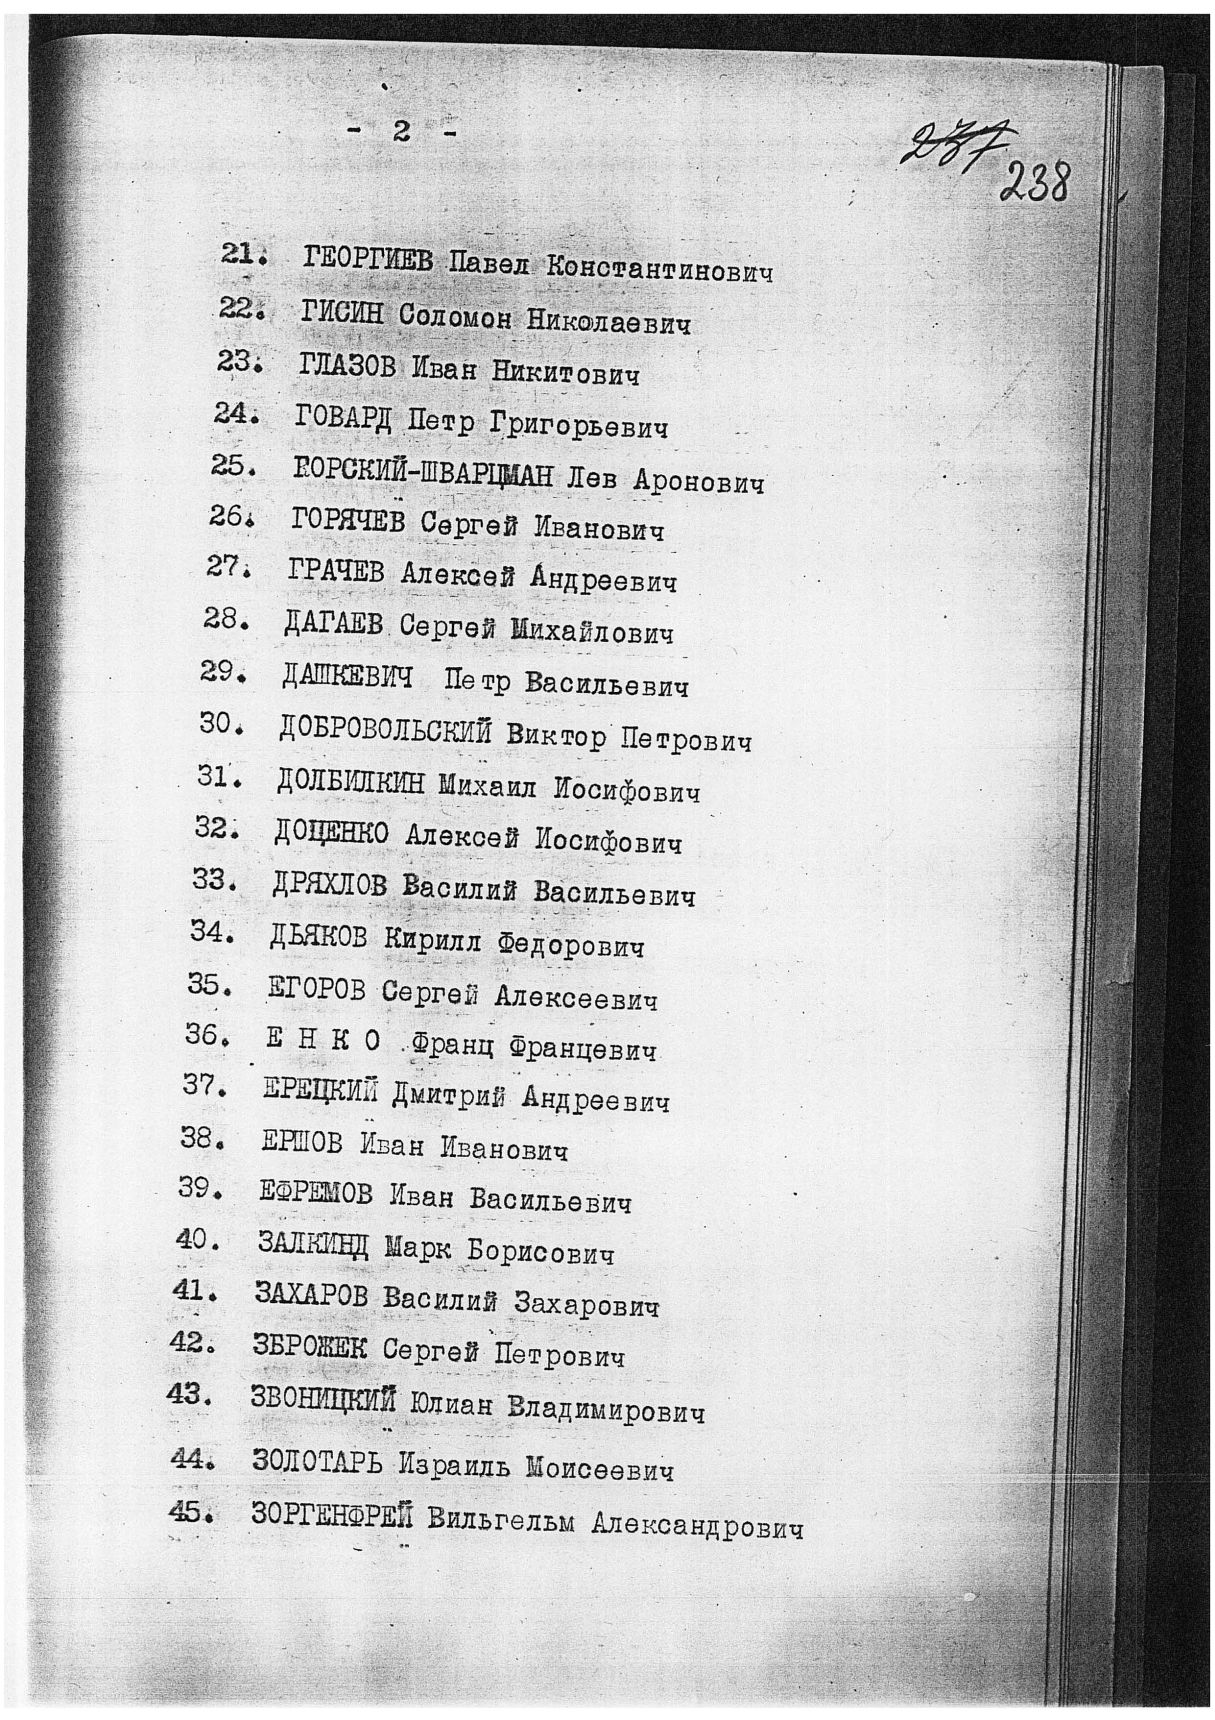 - 2 -
237
238
21. ГЕОРГИЕВ Павел Константинович
22. ГИСИН Соломон Николаевич
23. ГЛАЗОВ Иван Никитович
24. ГОВАРД Петр Григорьевич
25. ГОРСКИЙ-ШВАРЦМАН Лев Аронович
26. ГОРЯЧЕВ Сергей Иванович
27. ГРАЧЕВ Алексей Андреевич
28. ДАГАЕВ Сергей Михайлович
29. ДАШКЕВИЧ Петр Васильевич
30. ДОБРОВОЛЬСКИЙ Виктор Петрович
31. ДОЛБИЛКИН Михаил Иосифович
32. ДОЦЕНКО Алексей Иосифович
33. ДРЯХЛОВ Василий Васильевич
34. ДЬЯКОВ Кирилл Федорович
35. ЕГОРОВ Сергей Алексеевич
36. Е Н К О Франц Францевич
37. ЕРЕЦКИЙ Дмитрий Андреевич
38. ЕРШОВ Иван Иванович
39. ЕФРЕМОВ Иван Васильевич
40. ЗАЛКИНД Марк Борисович
41. ЗАХАРОВ Василий Захарович
42. ЗБРОЖЕК Сергей Петрович
43. ЗВОНИЦКИЙ Юлиан Владимирович
44. ЗОЛОТАРЬ Израиль Моисеевич
45. ЗОРГЕНФРЕЙ Вильгельм Александрович